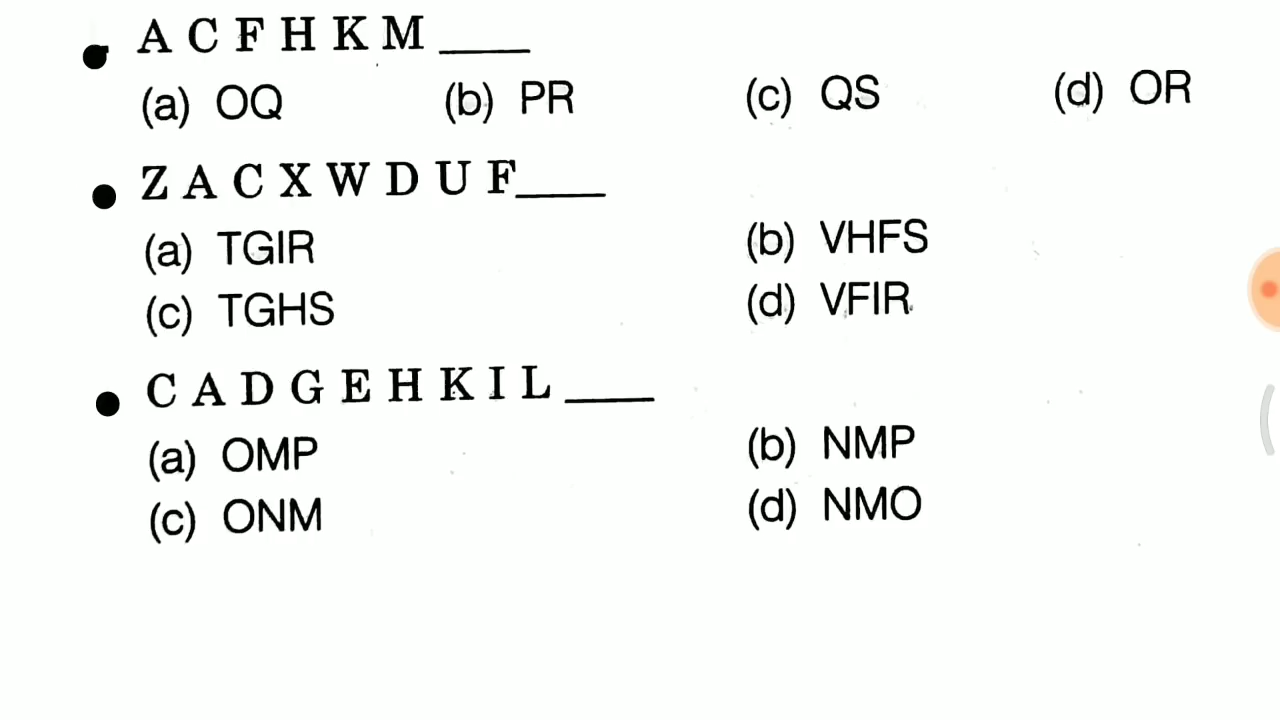 A C F H K M ____
(a) OQ (b) PR (c) QS (d) OR
Z A C X W D U F____
(a) TGIR (b) VHFS
(c) TGHS (d) VFIR
C A D G E H K I L ____
(a) OMP (b) NMP
(c) ONM (d) NMO